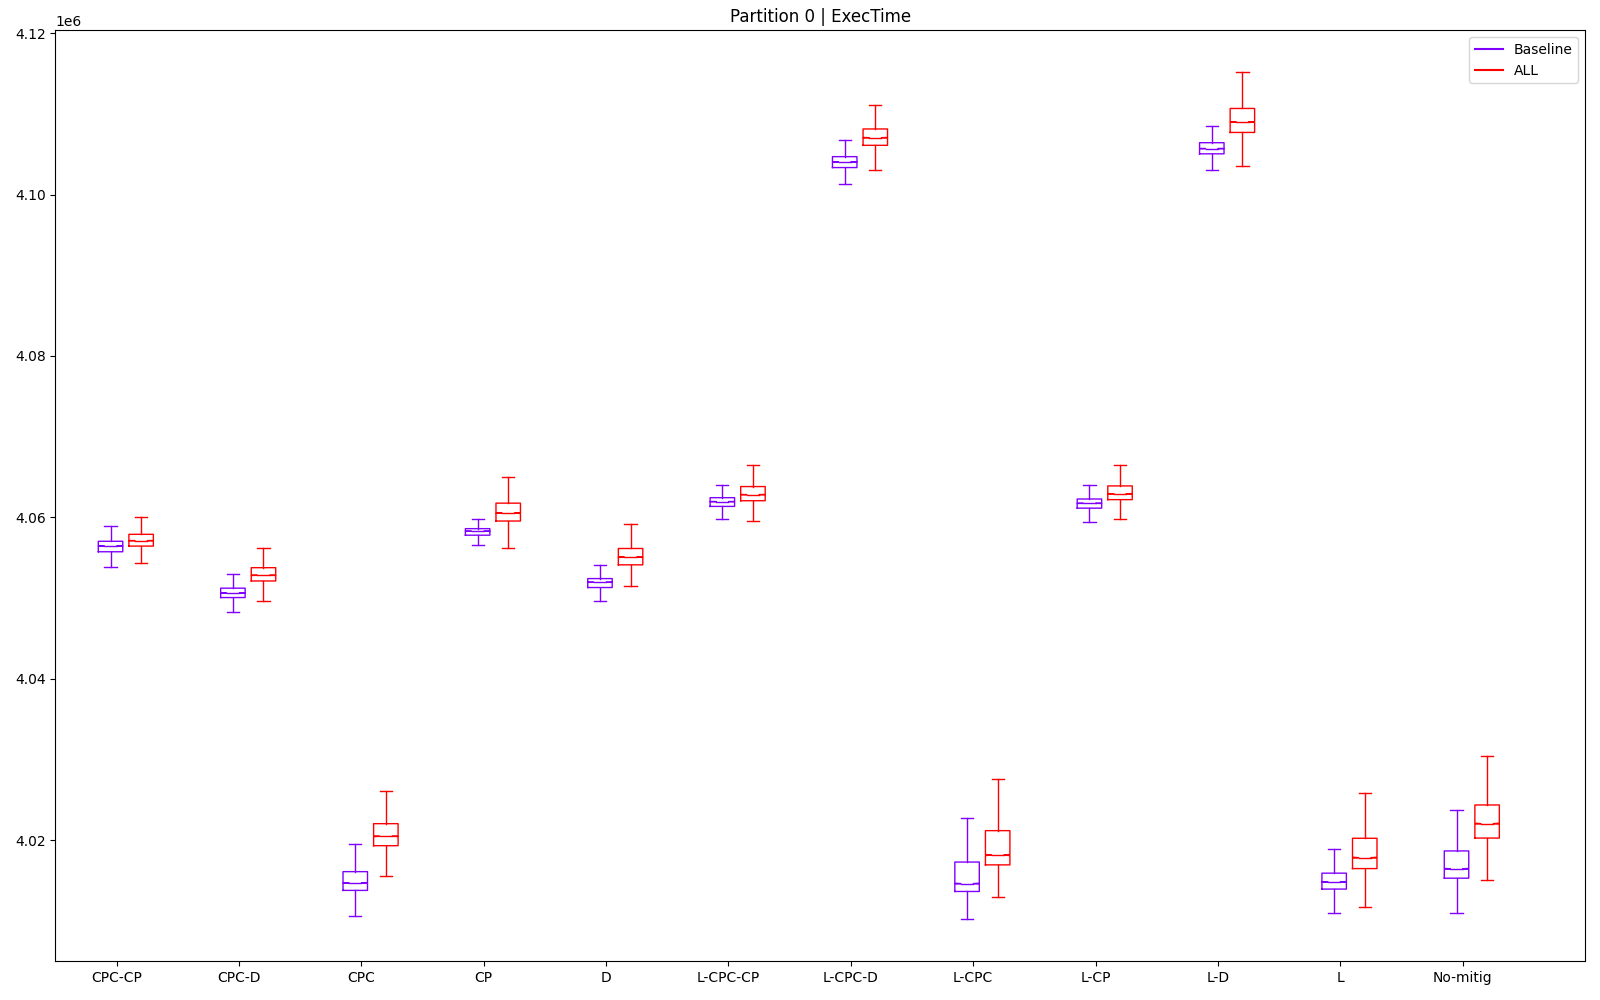 Partition 0 | ExecTime
1e6
4.12
4.10
4.08
4.06
4.04
4.02
Baseline
ALL
CPC-CP CPC-D CPC CP D L-CPC-CP L-CPC-D L-CPC L-CP L-D L No-mitig